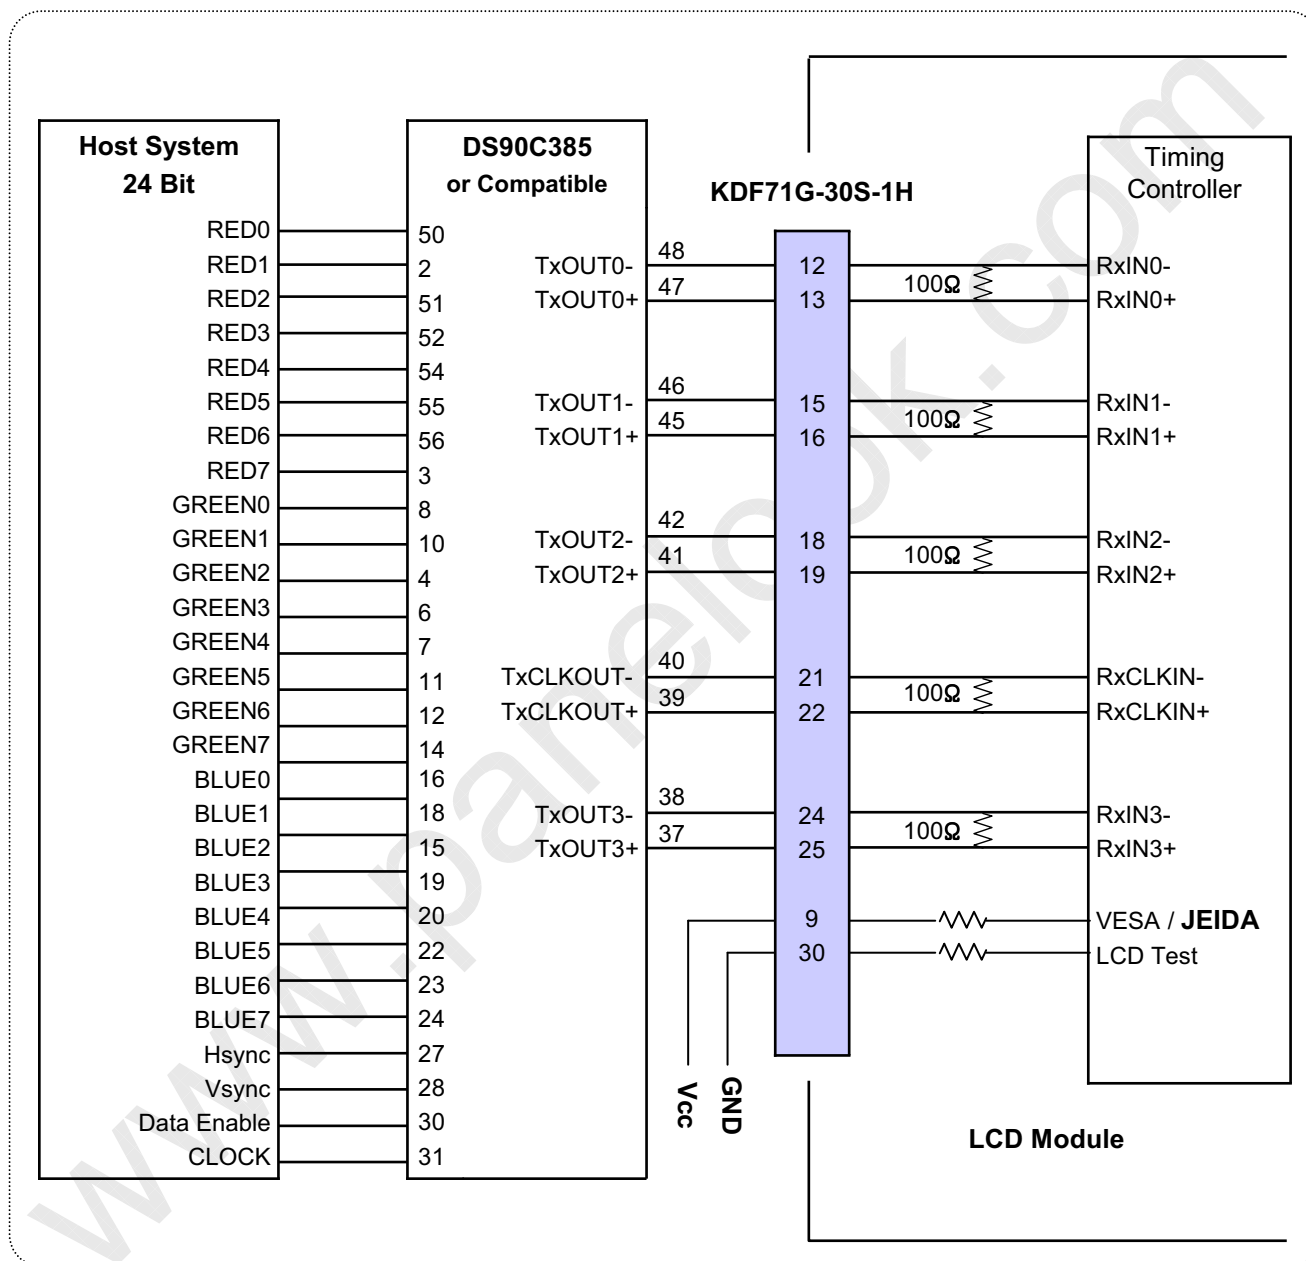 Host System
24 Bit
RED0
RED1
RED2
RED3
RED4
RED5
RED6
RED7
GREEN0
GREEN1
GREEN2
GREEN3
GREEN4
GREEN5
GREEN6
GREEN7
BLUE0
BLUE1
BLUE2
BLUE3
BLUE4
BLUE5
BLUE6
BLUE7
Hsync
Vsync
Data Enable
CLOCK
DS90C385
or Compatible
50
2
51
52
54
55
56
3
8
10
4
6
7
11
12
14
16
18
15
19
20
22
23
24
27
28
30
31
TxOUT0- 48
TxOUT0+ 47
TxOUT1- 46
TxOUT1+ 45
TxOUT2- 42
TxOUT2+ 41
TxCLKOUT- 40
TxCLKOUT+ 39
TxOUT3- 38
TxOUT3+ 37
KDF71G-30S-1H
12
13
15
16
18
19
21
22
24
25
9
30
Vcc
GND
100Ω
100Ω
100Ω
100Ω
100Ω
Timing
Controller
RxIN0-
RxIN0+
RxIN1-
RxIN1+
RxIN2-
RxIN2+
RxCLKIN-
RxCLKIN+
RxIN3-
RxIN3+
VESA / JEIDA
LCD Test
LCD Module
www.panelook.com